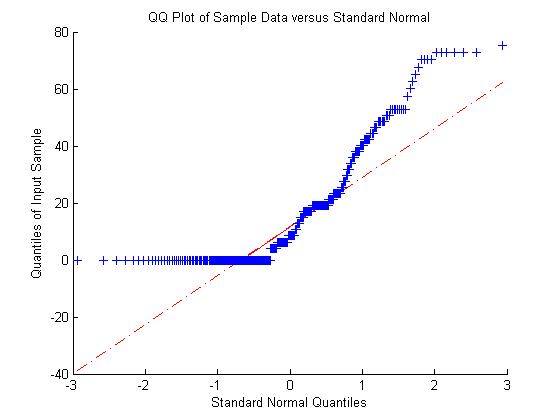 QQ Plot of Sample Data versus Standard Normal
80
60
40
20
0
-20
-40
Quantiles of Input Sample
-3 -2 -1 0 1 2 3
Standard Normal Quantiles